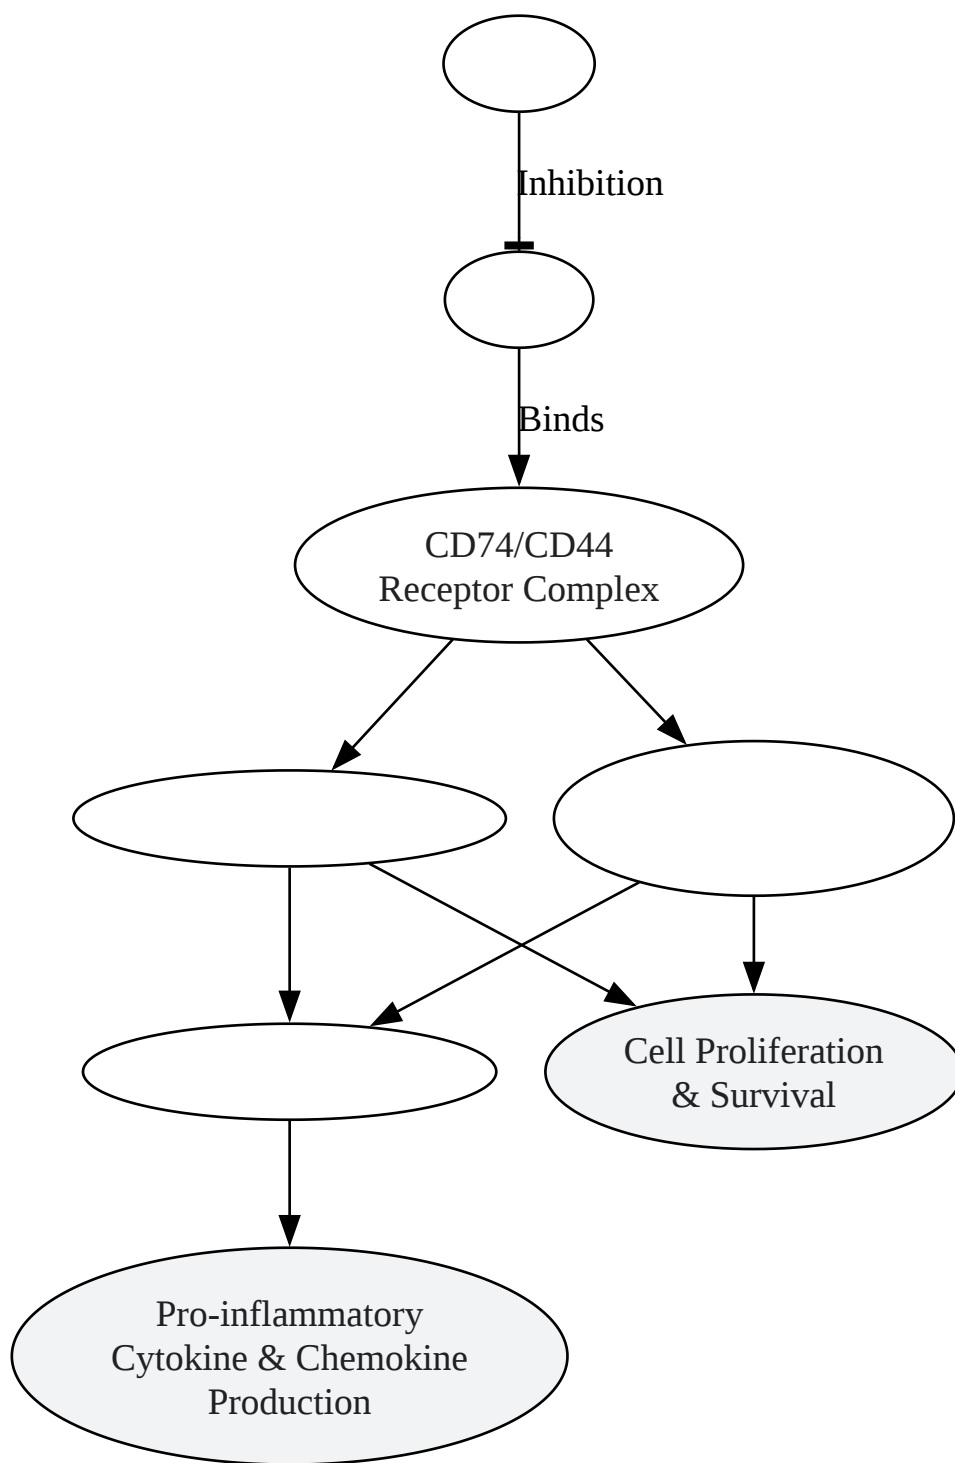 Inhibition
Binds
CD74/CD44
Receptor Complex
Cell Proliferation
& Survival
Pro-inflammatory
Cytokine & Chemokine
Production